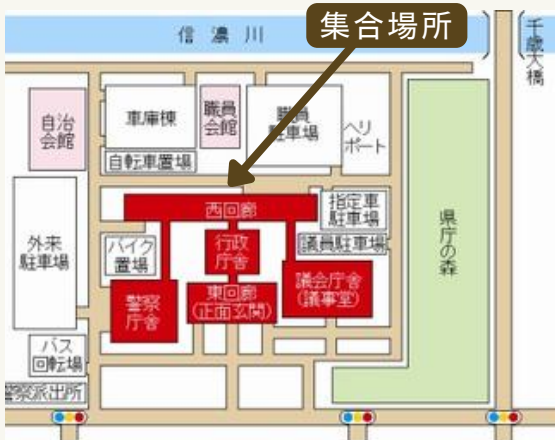 集合場所
信濃川
千歳大橋
自治
会館
車庫棟
職員
会館
職員
駐車場
ヘリ
ポート
自転車置場
西回廊
指定車
駐車場
外来
駐車場
バイク
置場
行政
庁舎
議員駐車場
県庁の森
警察
庁舎
東回廊
(正面玄関)
議会庁舎
(議事堂)
バス
回転場
警察派出所